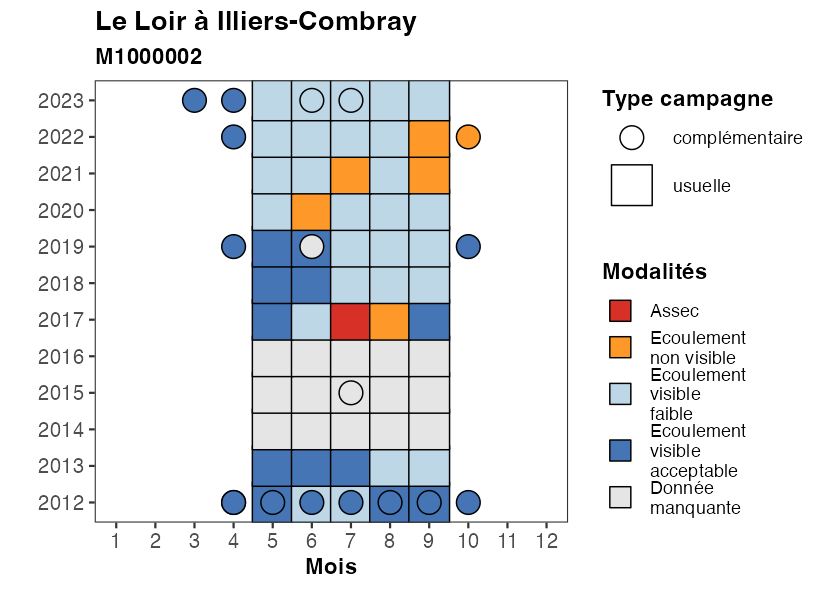 Le Loir à Illiers-Combray
M1000002
2023
2022
2021
2020
2019
2018
2017
2016
2015
2014
2013
2012
1 2 3 4 5 6 7 8 9 10 11 12
Mois
Type campagne
complémentaire
usuelle
Modalités
Assec
Ecoulement
non visible
Ecoulement
visible
faible
Ecoulement
visible
acceptable
Donnée
manquante